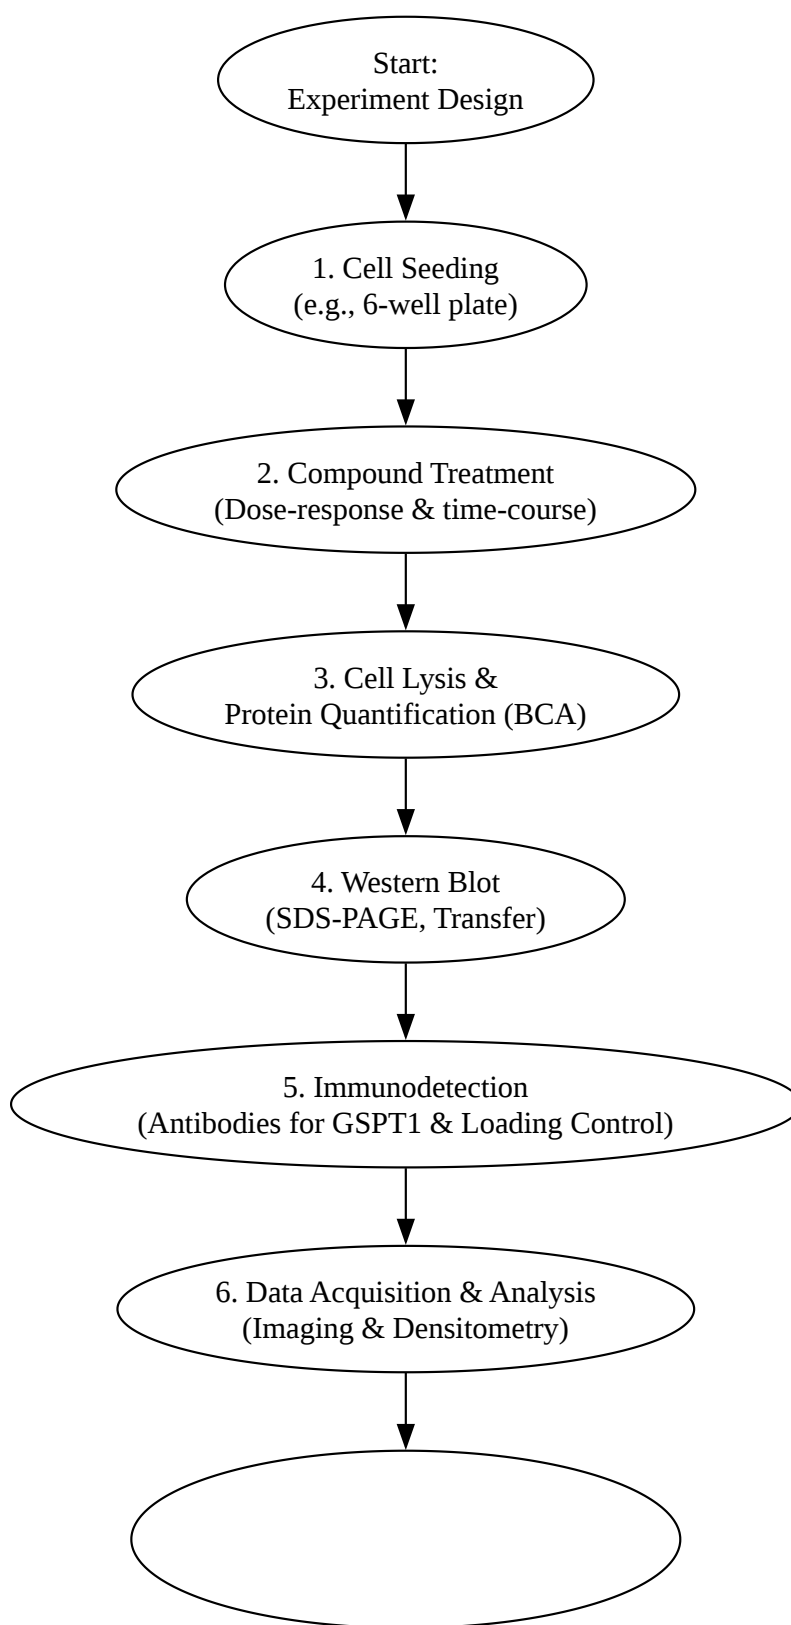 Start:
Experiment Design
1. Cell Seeding
(e.g., 6-well plate)
2. Compound Treatment
(Dose-response & time-course)
3. Cell Lysis &
Protein Quantification (BCA)
4. Western Blot
(SDS-PAGE, Transfer)
5. Immunodetection
(Antibodies for GSPT1 & Loading Control)
6. Data Acquisition & Analysis
(Imaging & Densitometry)